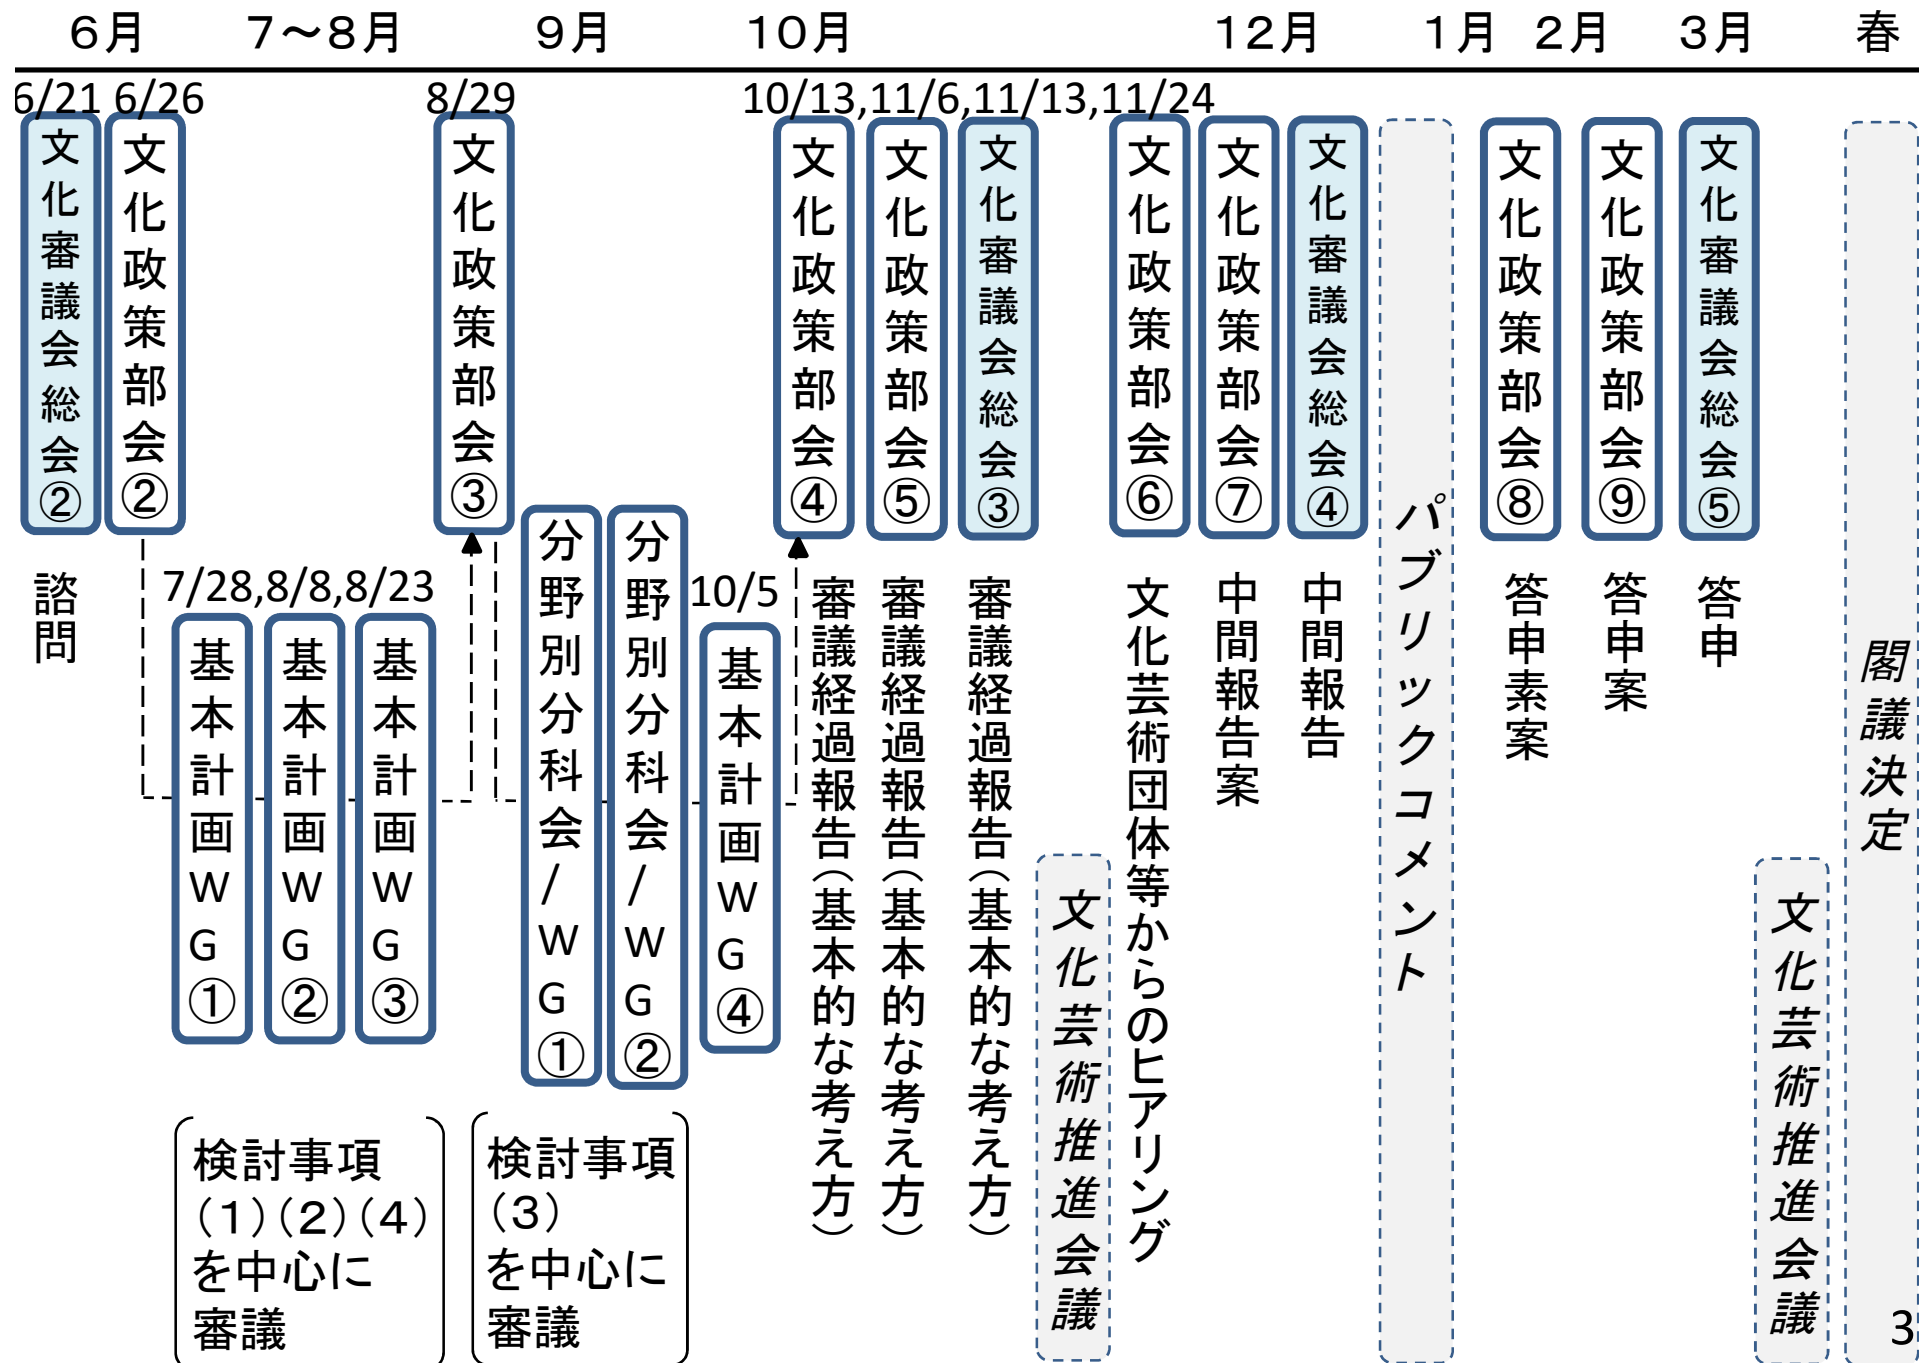 6月
7～8月
9月
10月
12月
1月
2月
3月
春
6/21
6/26
8/29
10/13,11/6,11/13,11/24
文化審議会総会②
文化政策部会②
文化政策部会③
文化政策部会④
文化政策部会⑤
文化審議会総会③
文化政策部会⑥
文化政策部会⑦
文化審議会総会④
パブリックコメント
文化政策部会⑧
文化政策部会⑨
文化審議会総会⑤
閣議決定
諮問
7/28,8/8,8/23
基本計画WG①
基本計画WG②
基本計画WG③
分野別分科会/WG①
分野別分科会/WG②
10/5
基本計画WG④
審議経過報告（基本的な考え方）
審議経過報告（基本的な考え方）
審議経過報告（基本的な考え方）
文化芸術推進会議
文化芸術団体等からのヒアリング
中間報告案
中間報告
答申素案
答申案
答申
文化芸術推進会議
検討事項
（1）（2）（4）
を中心に
審議
検討事項
（3）
を中心に
審議
3